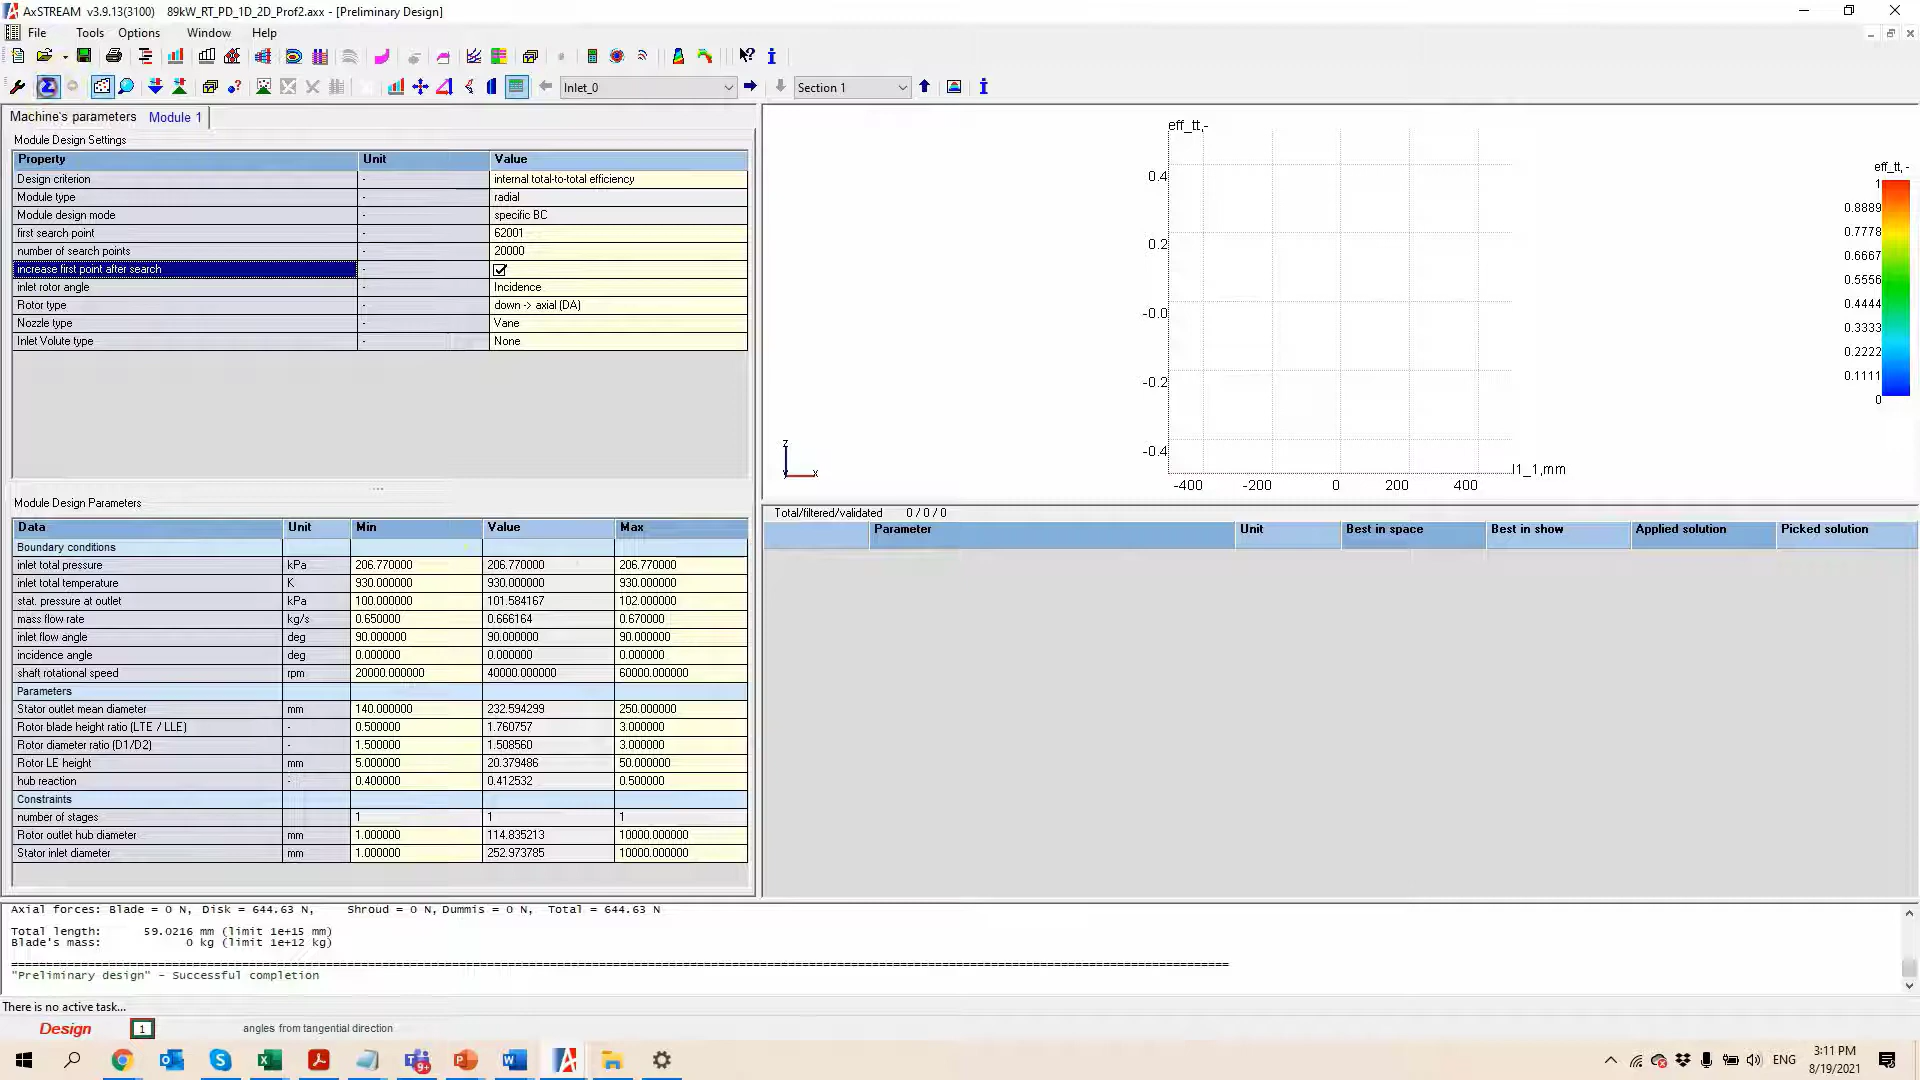 AxSTREAM v3.9.13(3100) 89kW_RT_PD_1D_2D_Prof2.axx - [Preliminary Design]
File Tools Options Window Help
Inlet_0 Section 1
Machine's parameters Module 1
Module Design Settings
Property Unit Value
Design criterion - internal total-to-total efficiency
Module type - radial
Module design mode - specific BC
first search point - 62001
number of search points - 20000
increase first point after search -
inlet rotor angle - Incidence
Rotor type - down -> axial (DA)
Nozzle type - Vane
Inlet Volute type - None
Module Design Parameters
Data Unit Min Value Max
Boundary conditions
inlet total pressure kPa 206.770000 206.770000 206.770000
inlet total temperature K 930.000000 930.000000 930.000000
stat. pressure at outlet kPa 100.000000 101.584167 102.000000
mass flow rate kg/s 0.650000 0.666164 0.670000
inlet flow angle deg 90.000000 90.000000 90.000000
incidence angle deg 0.000000 0.000000 0.000000
shaft rotational speed rpm 20000.000000 40000.000000 60000.000000
Parameters
Stator outlet mean diameter mm 140.000000 232.594299 250.000000
Rotor blade height ratio (LTE / LLE) - 0.500000 1.760757 3.000000
Rotor diameter ratio (D1/D2) - 1.500000 1.508560 3.000000
Rotor LE height mm 5.000000 20.379486 50.000000
hub reaction - 0.400000 0.412532 0.500000
Constraints
number of stages 1 1 1
Rotor outlet hub diameter mm 1.000000 114.835213 10000.000000
Stator inlet diameter mm 1.000000 252.973785 10000.000000
eff_tt,-
0.4
0.2
-0.0
-0.2
-0.4
-400 -200 0 200 400
l1_1,mm
z
x
eff_tt, -
1
0.8889
0.7778
0.6667
0.5556
0.4444
0.3333
0.2222
0.1111
0
Total/filtered/validated 0 / 0 / 0
Parameter Unit Best in space Best in show Applied solution Picked solution
Axial forces: Blade = 0 N, Disk = 644.63 N, Shroud = 0 N, Dummis = 0 N, Total = 644.63 N
Total length: 59.0216 mm (limit 1e+15 mm)
Blade's mass: 0 kg (limit 1e+12 kg)
"Preliminary design" - Successful completion
There is no active task...
Design 1 angles from tangential direction
9+
ENG
3:11 PM
8/19/2021